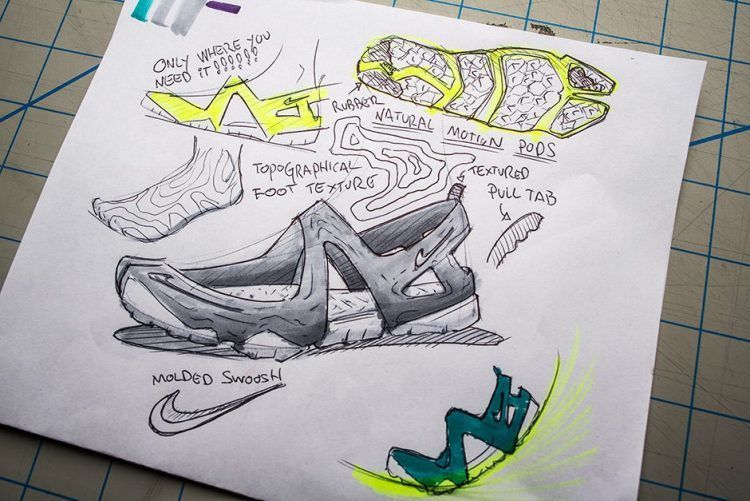 ONLY WHERE YOU
NEED IT!!!!!!
RUBBER
NATURAL MOTION PODS
TOPOGRAPHICAL
FOOT TEXTURE
TEXTURED
PULL TAB
MOLDED SWOOSH